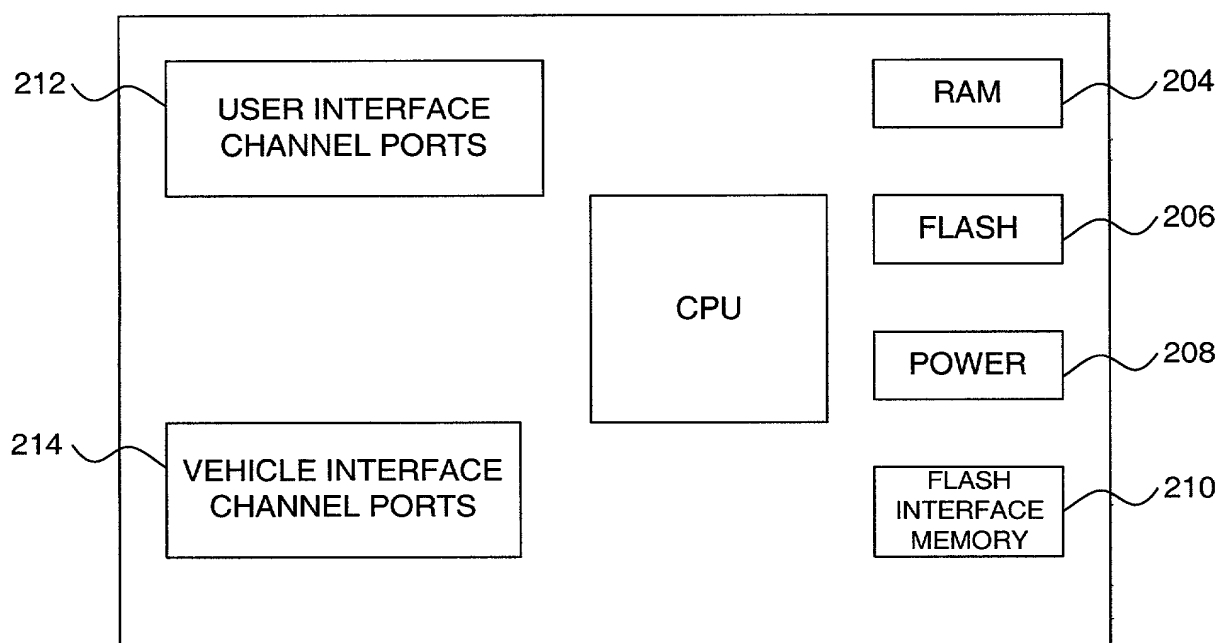 212
USER INTERFACE
CHANNEL PORTS
RAM
204
FLASH
206
CPU
POWER
208
214
VEHICLE INTERFACE
CHANNEL PORTS
FLASH
INTERFACE
MEMORY
210